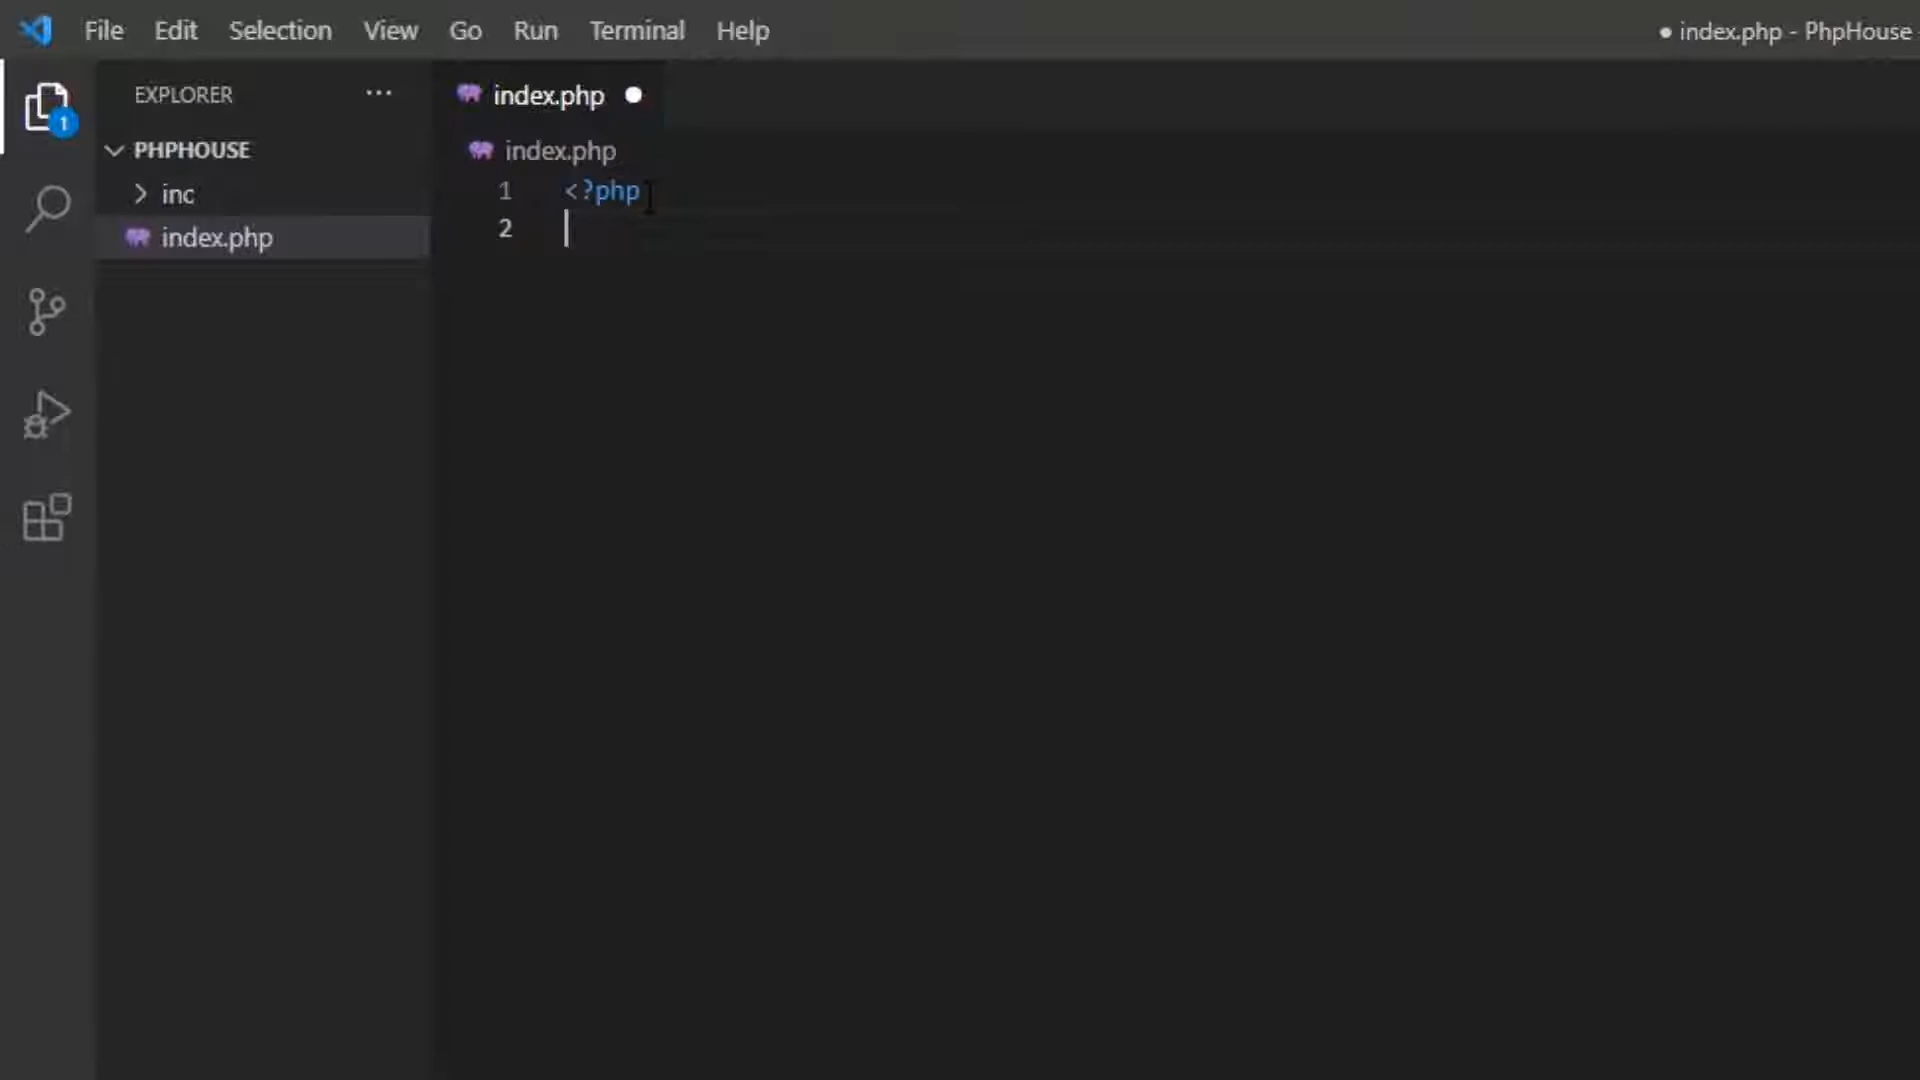 File Edit Selection View Go Run Terminal Help
● index.php - PhpHouse
EXPLORER ···
index.php ●
1
PHPHOUSE
index.php
inc
1 <?php
index.php
2